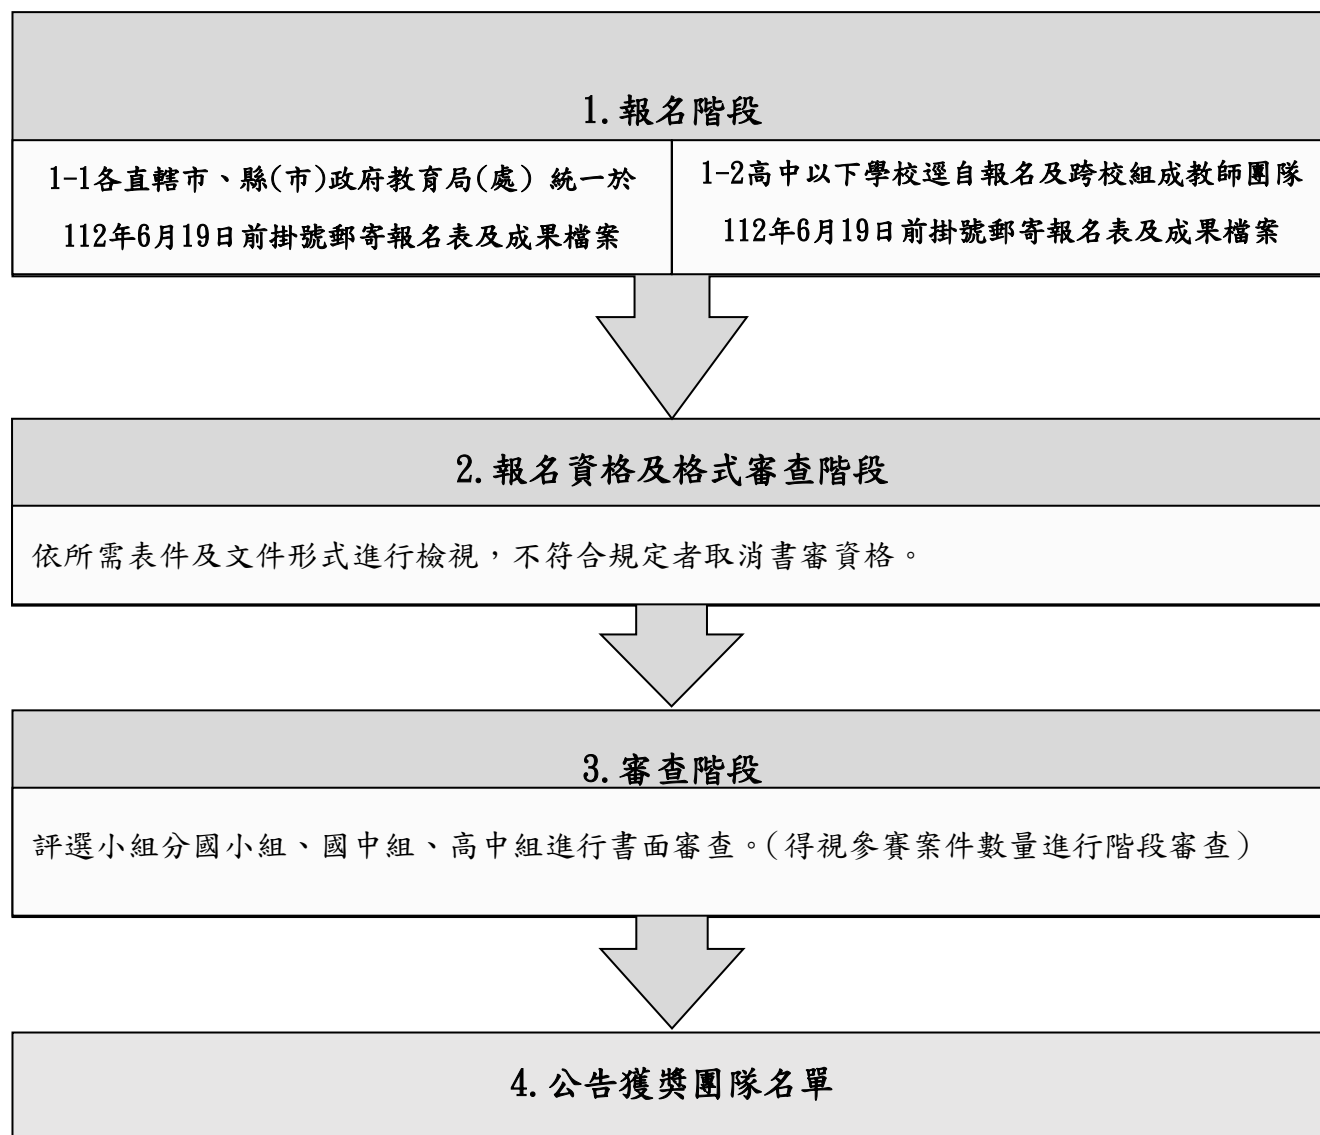 1.報名階段
1-1各直轄市、縣(市)政府教育局(處) 統一於
112年6月19日前掛號郵寄報名表及成果檔案
1-2高中以下學校逕自報名及跨校組成教師團隊
112年6月19日前掛號郵寄報名表及成果檔案
2.報名資格及格式審查階段
依所需表件及文件形式進行檢視，不符合規定者取消書審資格。
3.審查階段
評選小組分國小組、國中組、高中組進行書面審查。(得視參賽案件數量進行階段審查)
4.公告獲獎團隊名單